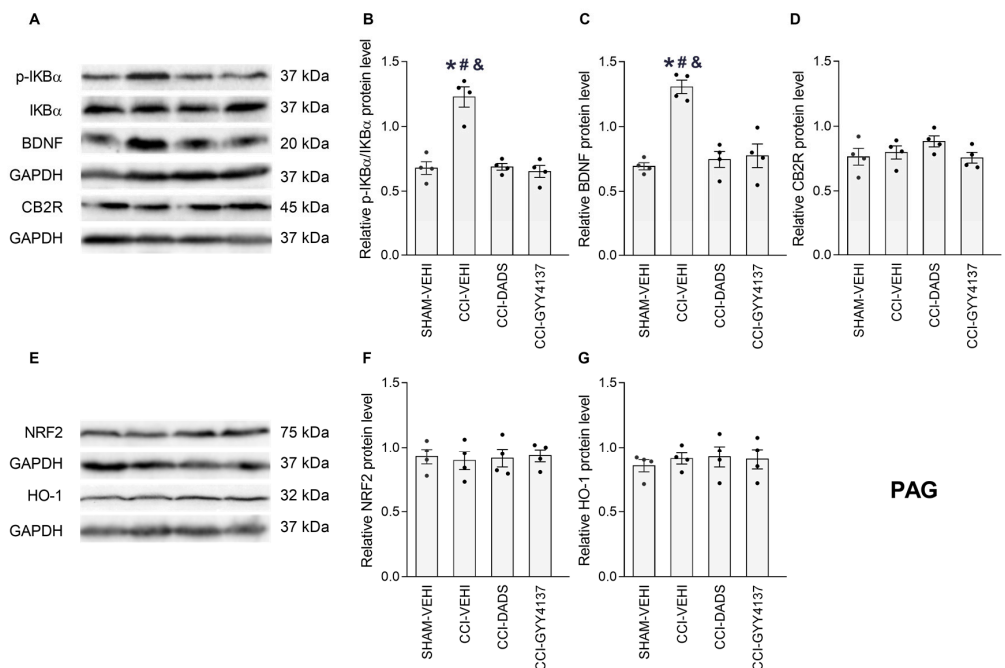 A
p-IKBα 37 kDa
IKBα 37 kDa
BDNF 20 kDa
GAPDH 37 kDa
CB2R 45 kDa
GAPDH 37 kDa
B
Relative p-IKBα/IKBα protein level
1.5
1.0
0.5
0.0
*#&
SHAM-VEHI
CCI-VEHI
CCI-DADS
CCI-GYY4137
C
Relative BDNF protein level
1.5
1.0
0.5
0.0
*#&
SHAM-VEHI
CCI-VEHI
CCI-DADS
CCI-GYY4137
D
Relative CB2R protein level
1.5
1.0
0.5
0.0
SHAM-VEHI
CCI-VEHI
CCI-DADS
CCI-GYY4137
E
NRF2 75 kDa
GAPDH 37 kDa
HO-1 32 kDa
GAPDH 37 kDa
F
Relative NRF2 protein level
1.5
1.0
0.5
0.0
SHAM-VEHI
CCI-VEHI
CCI-DADS
CCI-GYY4137
G
Relative HO-1 protein level
1.5
1.0
0.5
0.0
SHAM-VEHI
CCI-VEHI
CCI-DADS
CCI-GYY4137
PAG